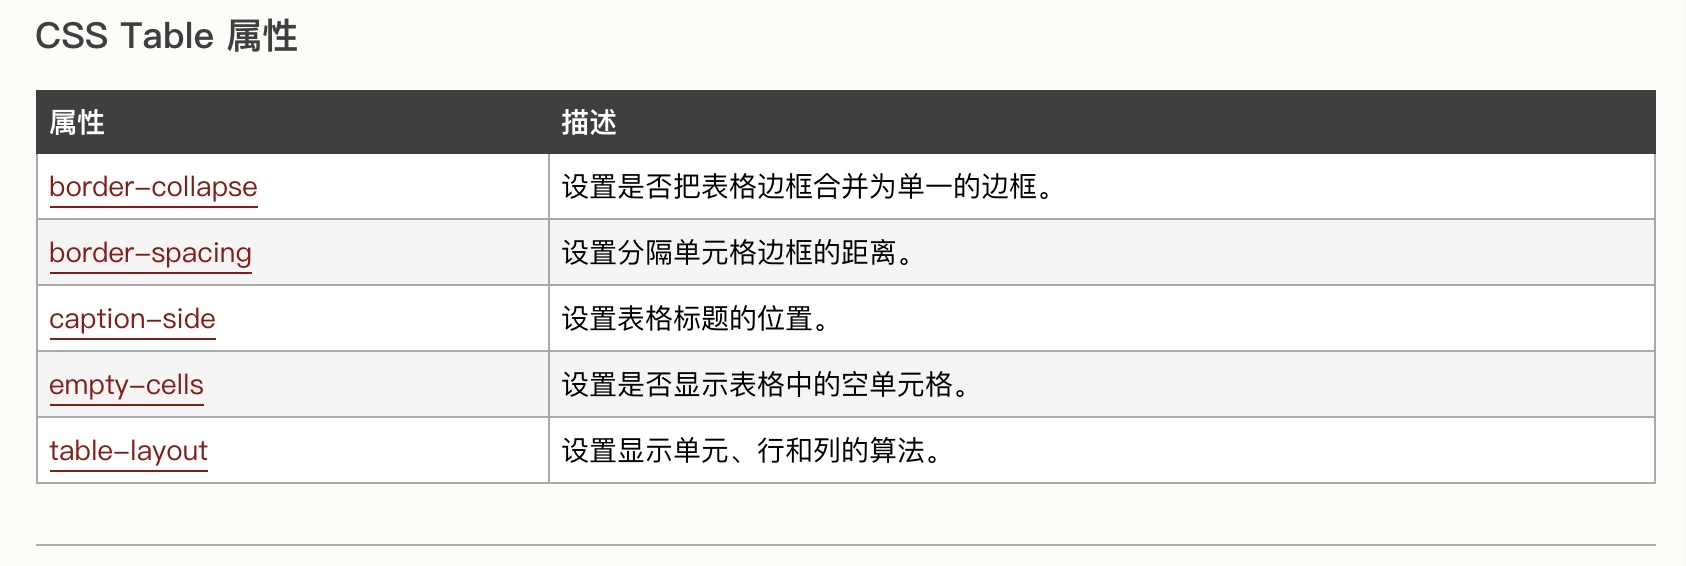 CSS Table 属性
属性 描述
border-collapse 设置是否把表格边框合并为单一的边框。
border-spacing 设置分隔单元格边框的距离。
caption-side 设置表格标题的位置。
empty-cells 设置是否显示表格中的空单元格。
table-layout 设置显示单元、行和列的算法。